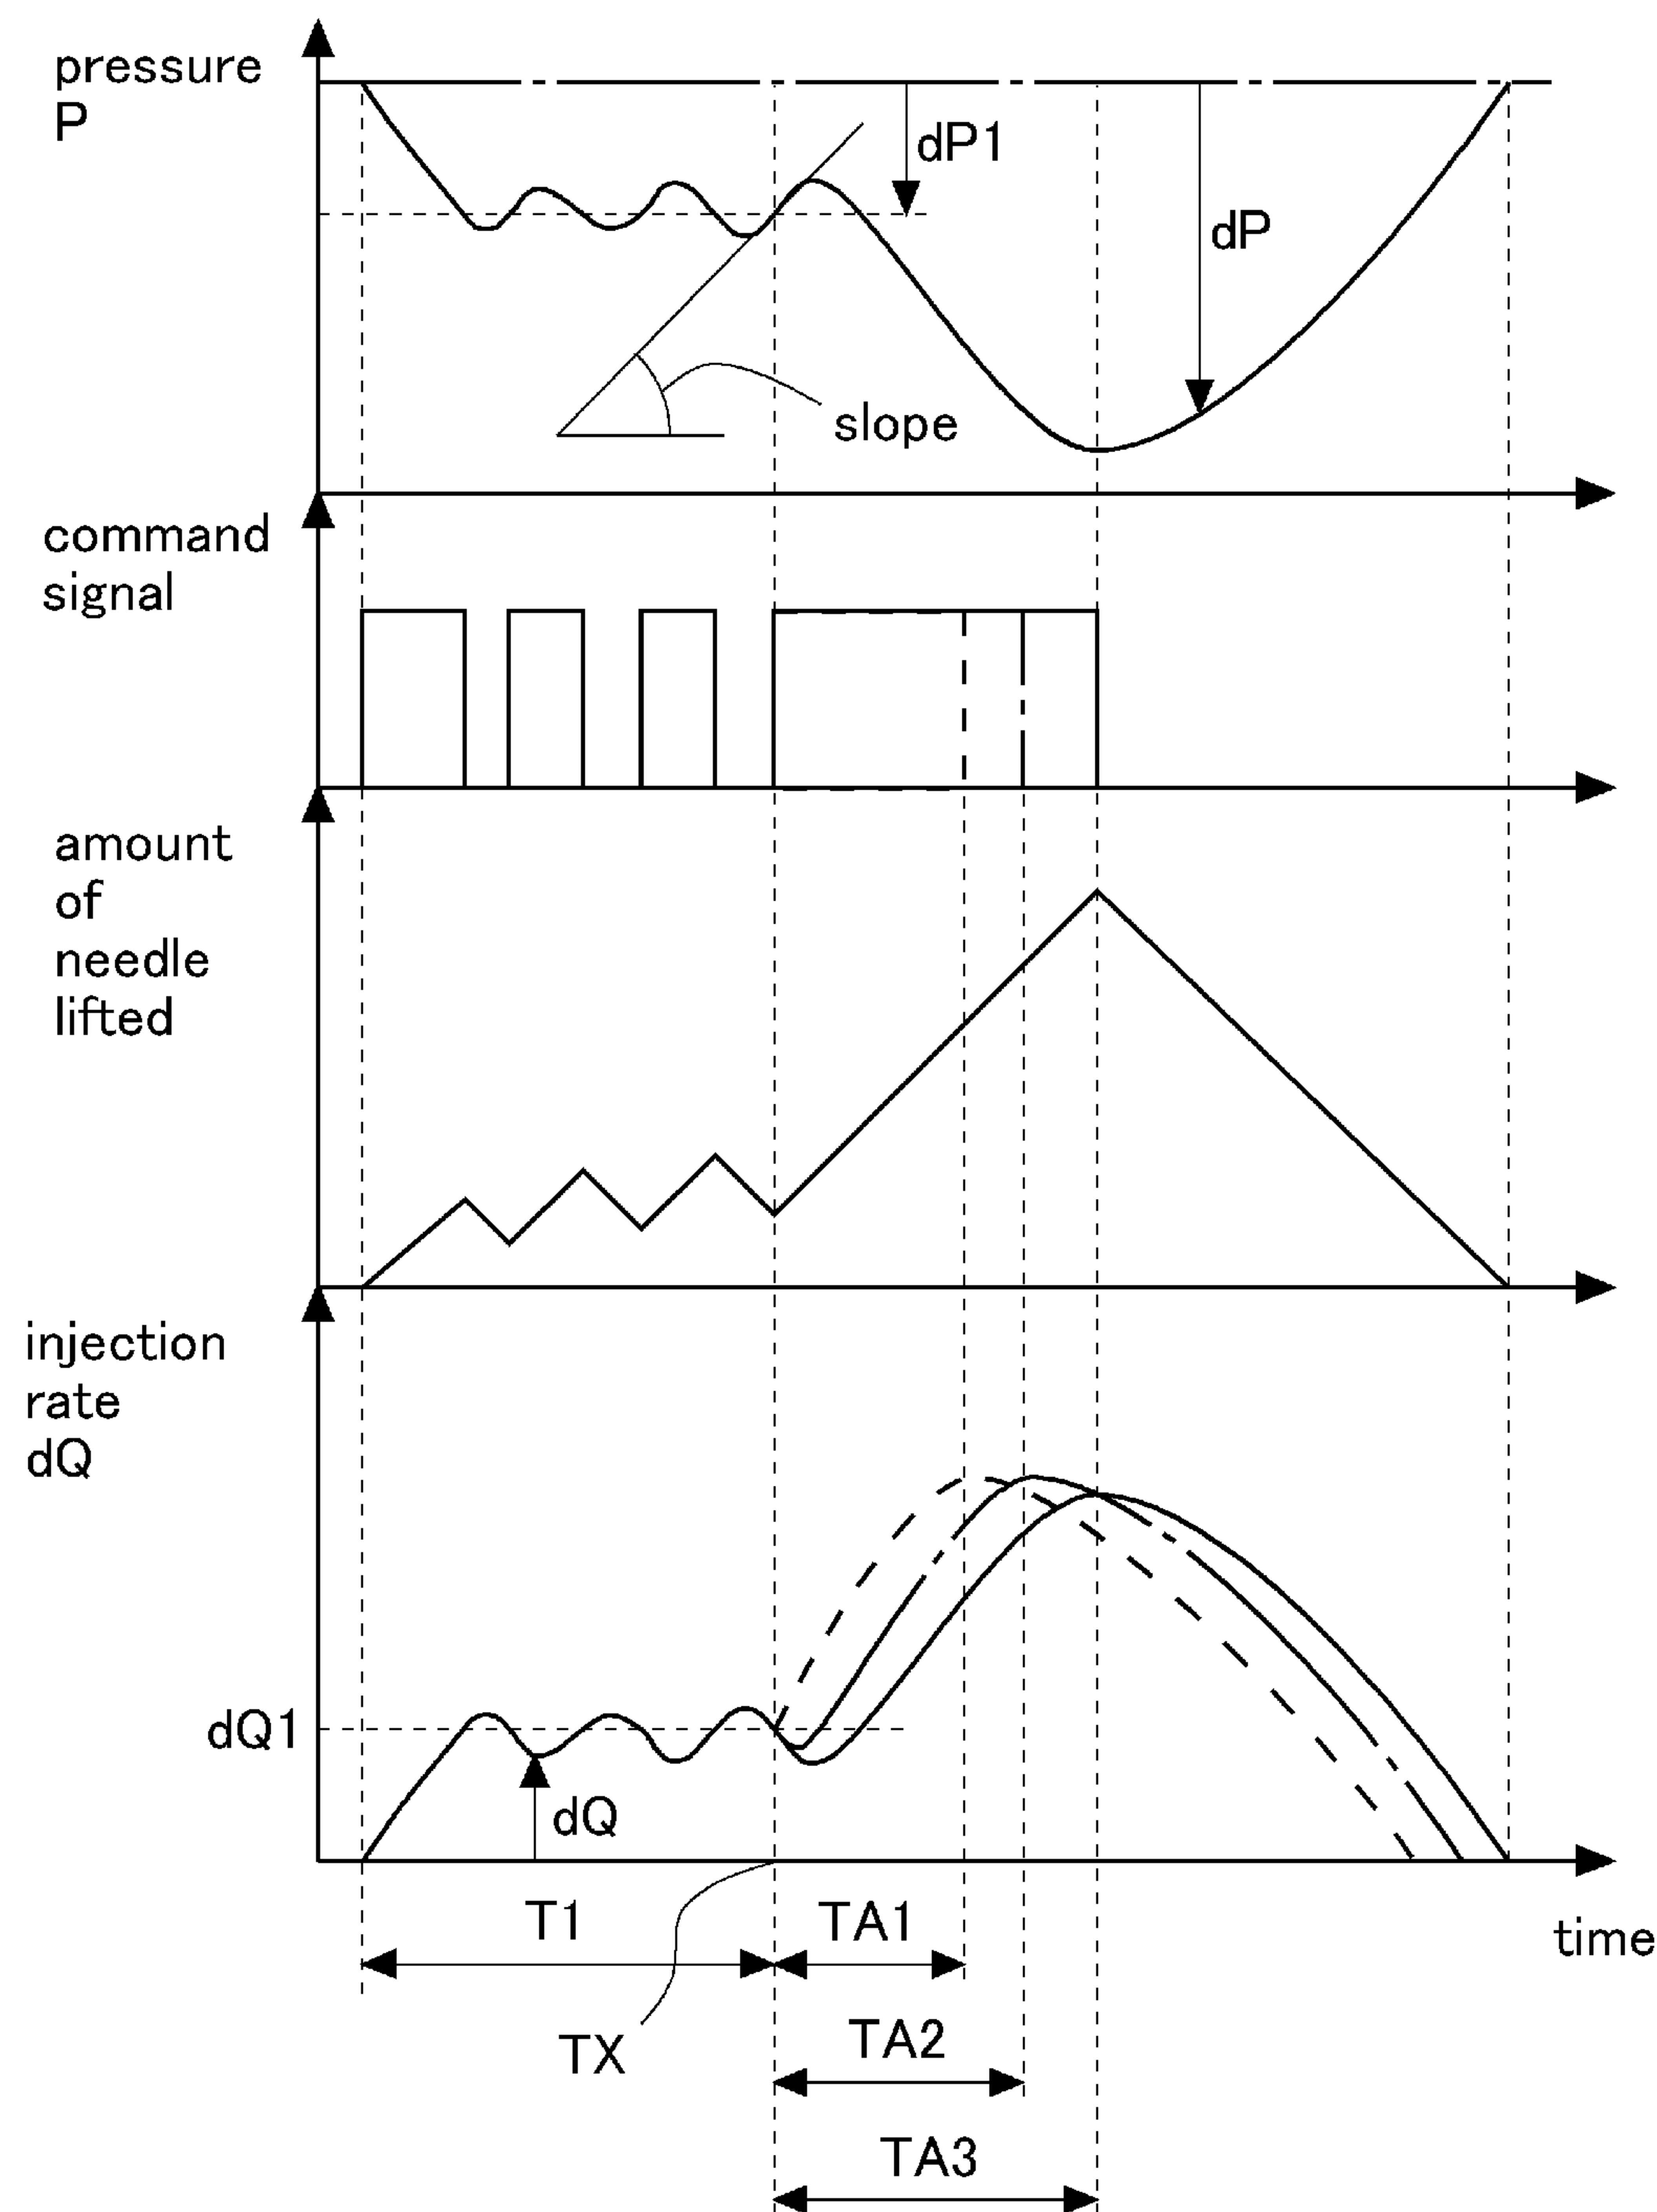 pressure
P
dP1
dP
slope
command
signal
amount
of
needle
lifted
injection
rate
dQ
dQ1
dQ
T1
TA1
time
TX
TA2
TA3